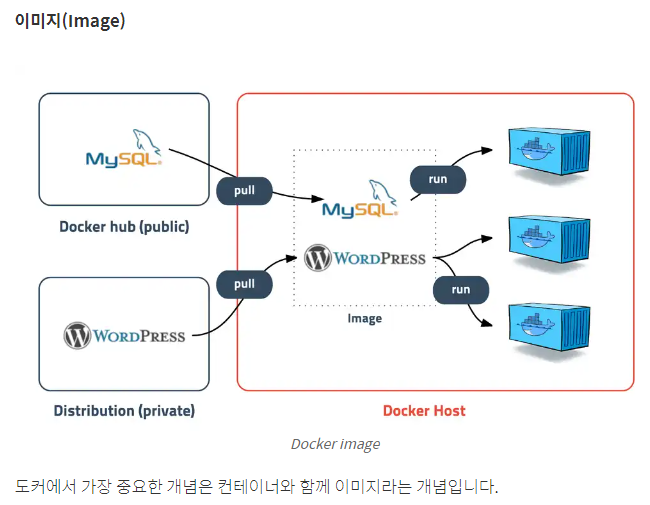 이미지(Image)
MySQL®
pull
Docker hub (public)
MySQL®
run
WORDPRESS
Image
pull
run
WORDPRESS
Distribution (private)
Docker Host
Docker image
도커에서 가장 중요한 개념은 컨테이너와 함께 이미지라는 개념입니다.